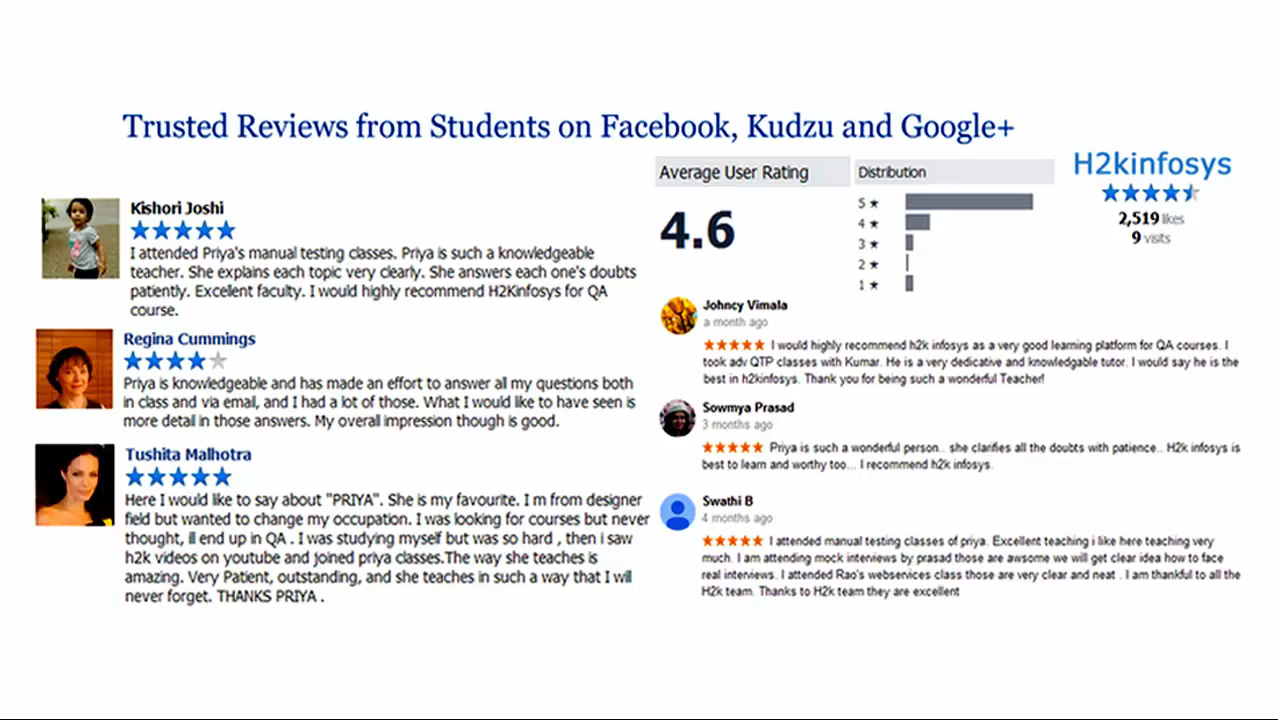 Trusted Reviews from Students on Facebook, Kudzu and Google+
Kishori Joshi
I attended Priya's manual testing classes. Priya is such a knowledgeable
teacher. She explains each topic very clearly. She answers each one's doubts
patiently. Excellent faculty. I would highly recommend H2Kinfosys for QA
course.
Regina Cummings
Priya is knowledgeable and has made an effort to answer all my questions both
in class and via email, and I had a lot of those. What I would like to have seen is
more detail in those answers. My overall impression though is good.
Tushita Malhotra
Here I would like to say about "PRIYA". She is my favourite. I m from designer
field but wanted to change my occupation. I was looking for courses but never
thought, ill end up in QA . I was studying myself but was so hard , then i saw
h2k videos on youtube and joined priya classes.The way she teaches is
amazing. Very Patient, outstanding, and she teaches in such a way that I will
never forget. THANKS PRIYA .
Average User Rating
4.6
Distribution
5 ★
4 ★
3 ★
2 ★
1 ★
H2kinfosys
2,519 likes
9 visits
Johncy Vimala
a month ago
I would highly recommend h2k infosys as a very good learning platform for QA courses. I
took adv QTP classes with Kumar. He is a very dedicative and knowledgable tutor. I would say he is the
best in h2kinfosys. Thank you for being such a wonderful Teacher!
Sowmya Prasad
3 months ago
Priya is such a wonderful person.. she clarifies all the doubts with patience.. H2k infosys is
best to learn and worthy too... I recommend h2k infosys.
Swathi B
4 months ago
I attended manual testing classes of priya. Excellent teaching i like here teaching very
much. I am attending mock interviews by prasad those are awsome we will get clear idea how to face
real interviews. I attended Rao's webservices class those are very clear and neat . I am thankful to all the
H2k team. Thanks to H2k team they are excellent